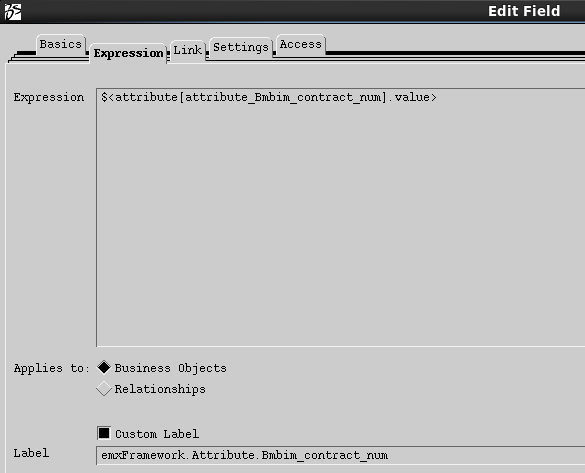 Edit Field
Basics Expression Link Settings Access
Expression $<attribute[attribute_Bmbim_contract_num].value>
Applies to: Business Objects
Relationships
Custom Label
Label emxFramework.Attribute.Bmbim_contract_num